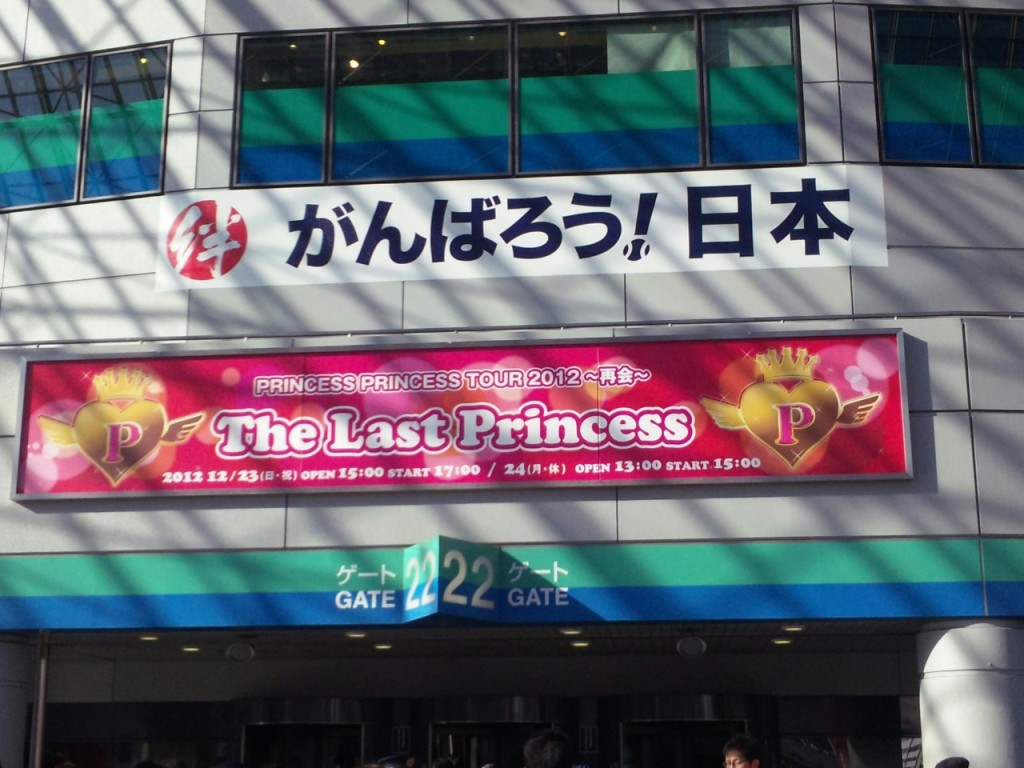 絆 がんばろう!日本
PRINCESS PRINCESS TOUR 2012 〜再会〜
P The Last Princess P
2012 12/23(日・祝) OPEN 15:00 START 17:00 / 24(月・休) OPEN 13:00 START 15:00
ゲート 22 22 ゲート
GATE GATE